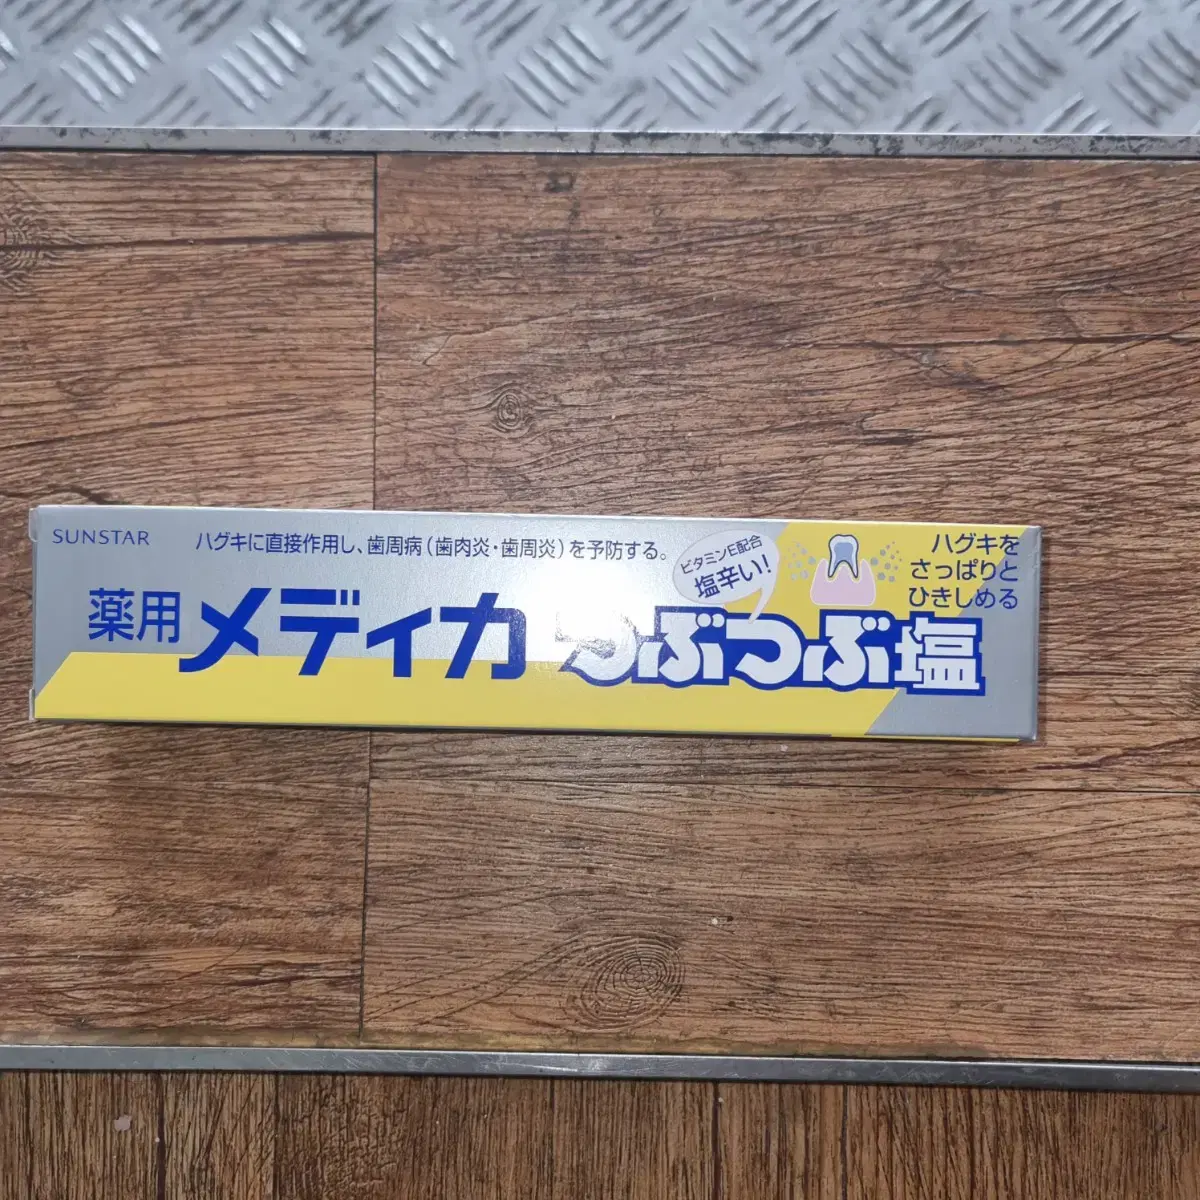 SUNSTAR
ハグキに直接作用し、歯周病(歯肉炎・歯周炎)を予防する。
薬用 メディカ つぶつぶ塩
ビタミンE配合
塩辛い!
ハグキを
さっぱりと
ひきしめる